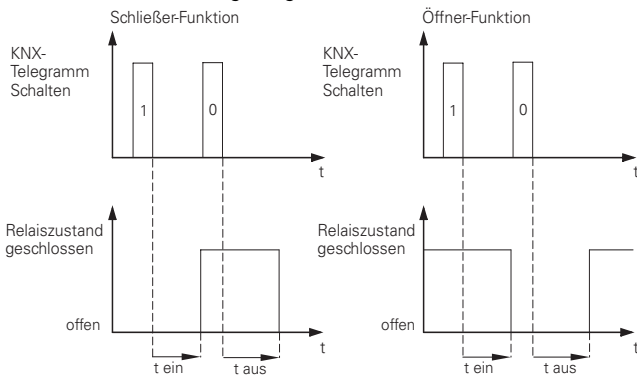 Schließer-Funktion
KNX-
Telegramm
Schalten
1
0
t
Relaiszustand
geschlossen
offen
t
t ein
t aus
Öffner-Funktion
KNX-
Telegramm
Schalten
1
0
t
Relaiszustand
geschlossen
offen
t
t ein
t aus